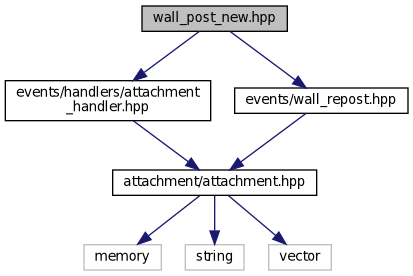 wall_post_new.hpp
events/handlers/attachment
_handler.hpp
events/wall_repost.hpp
attachment/attachment.hpp
memory
string
vector